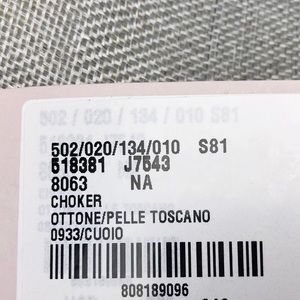 502/020/134/010 S81
518381 J7543
8063 NA
CHOKER
OTTONE/PELLE TOSCANO
0933/CUOIO
808189096